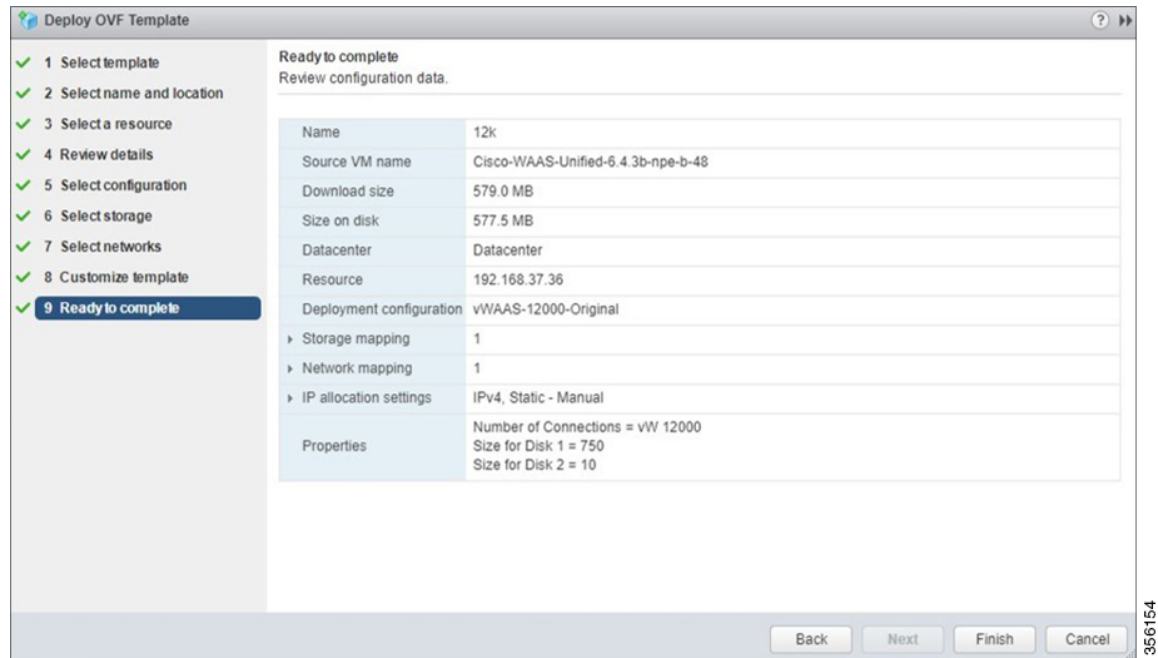 Deploy OVF Template
?
1 Select template
2 Select name and location
3 Select a resource
4 Review details
5 Select configuration
6 Select storage
7 Select networks
8 Customize template
9 Ready to complete
Ready to complete
Review configuration data.
Name 12k
Source VM name Cisco-WAAS-Unified-6.4.3b-npe-b-48
Download size 579.0 MB
Size on disk 577.5 MB
Datacenter Datacenter
Resource 192.168.37.36
Deployment configuration vWAAS-12000-Original
Storage mapping 1
Network mapping 1
IP allocation settings IPv4, Static - Manual
Properties Number of Connections = vW 12000
Size for Disk 1 = 750
Size for Disk 2 = 10
Back Next Finish Cancel
356154